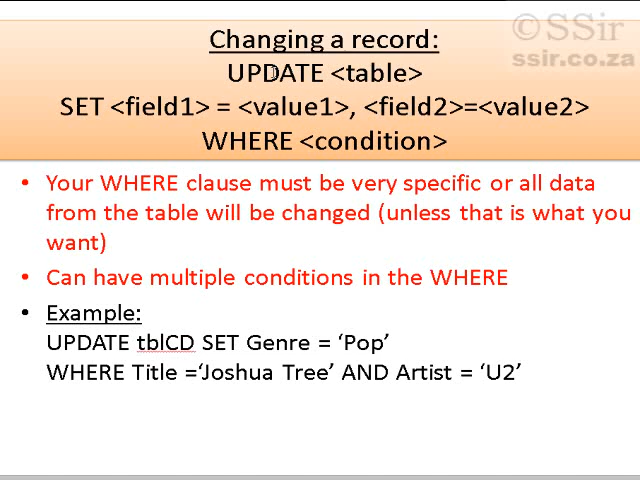 © SSir
ssir.co.za
Changing a record:
UPDATE <table>
SET <field1> = <value1>, <field2>=<value2>
WHERE <condition>
• Your WHERE clause must be very specific or all data
from the table will be changed (unless that is what you
want)
• Can have multiple conditions in the WHERE
• Example:
UPDATE tblCD SET Genre = ‘Pop’
WHERE Title =‘Joshua Tree’ AND Artist = ‘U2’